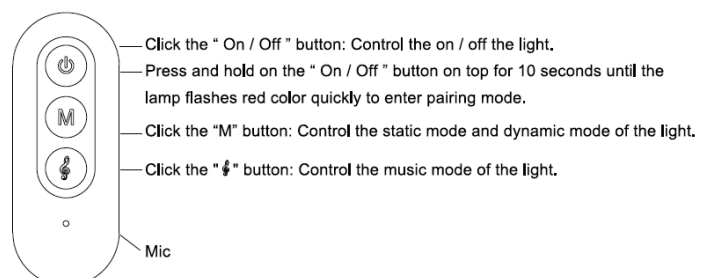 Click the “ On / Off ” button: Control the on / off the light.
Press and hold on the “ On / Off ” button on top for 10 seconds until the
lamp flashes red color quickly to enter pairing mode.
M
Click the “M” button: Control the static mode and dynamic mode of the light.
Click the "𝄞" button: Control the music mode of the light.
Mic